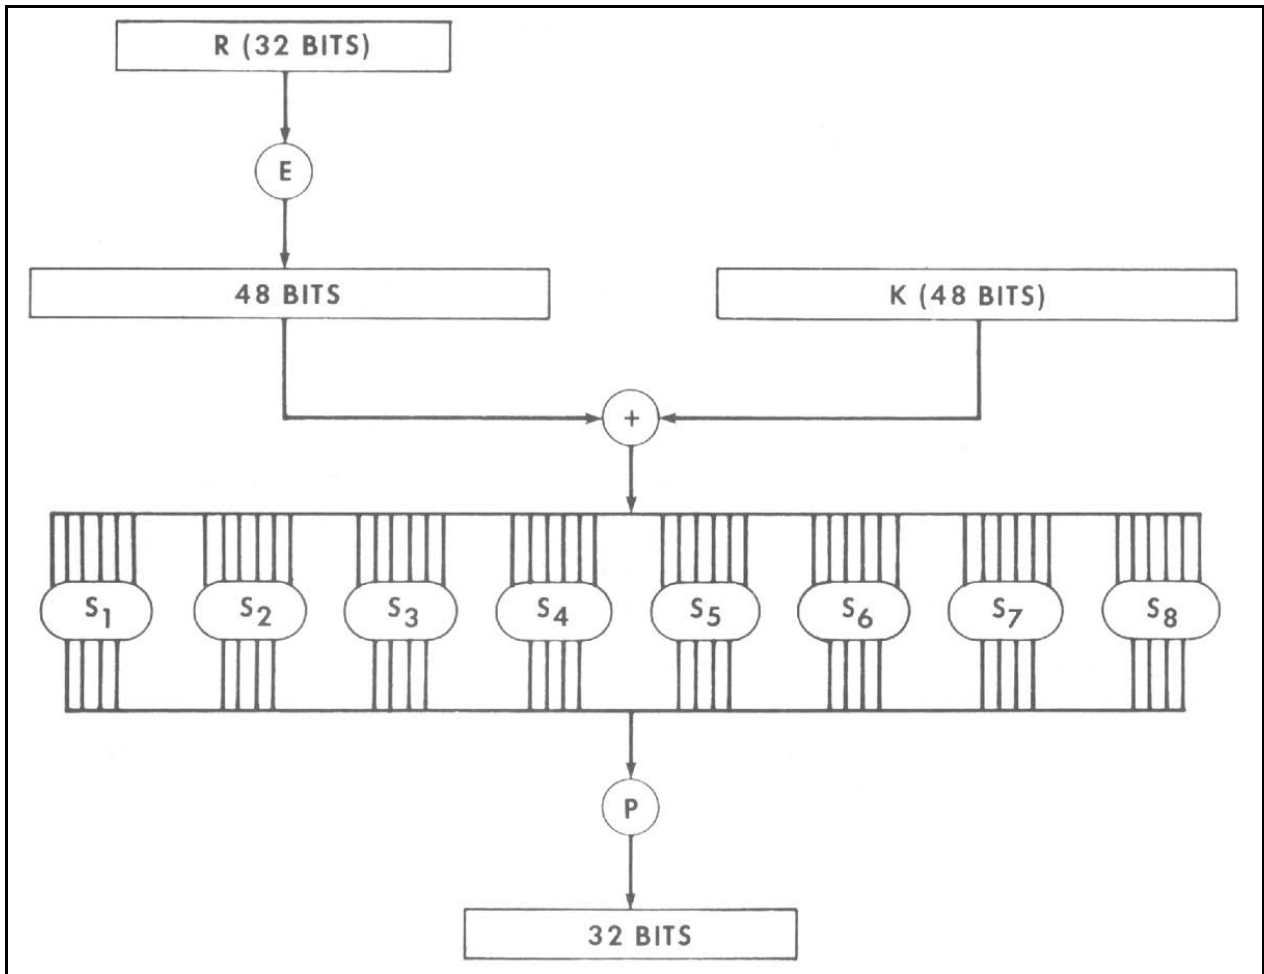 R (32 BITS)
E
48 BITS
K (48 BITS)
+
S1 S2 S3 S4 S5 S6 S7 S8
P
32 BITS